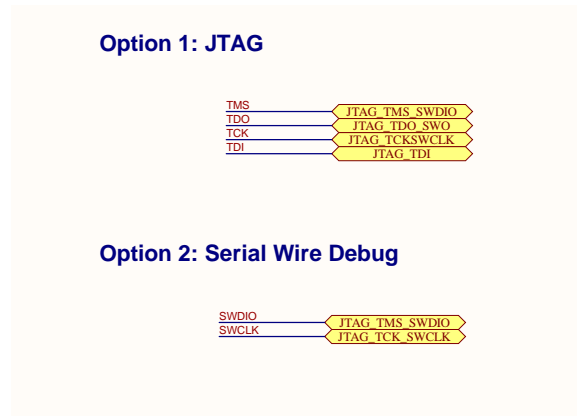 Option 1: JTAG
TMS JTAG_TMS_SWDIO
TDO JTAG_TDO_SWO
TCK JTAG_TCKSWCLK
TDI JTAG_TDI
Option 2: Serial Wire Debug
SWDIO JTAG_TMS_SWDIO
SWCLK JTAG_TCK_SWCLK